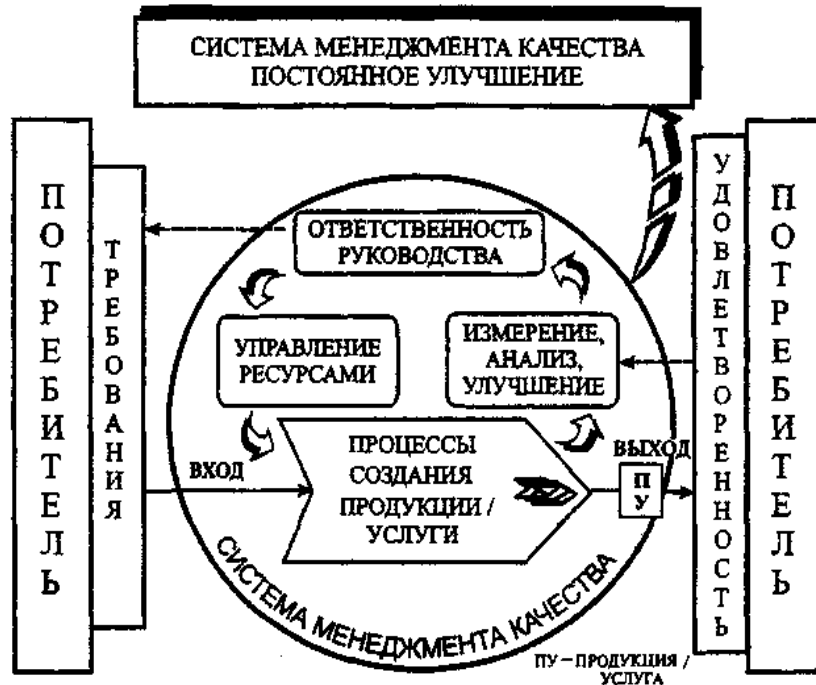 СИСТЕМА МЕНЕДЖМЕНТА КАЧЕСТВА
ПОСТОЯННОЕ УЛУЧШЕНИЕ
ПОТРЕБИТЕЛЬ
ТРЕБОВАНИЯ
ОТВЕТСТВЕННОСТЬ
РУКОВОДСТВА
УПРАВЛЕНИЕ
РЕСУРСАМИ
ИЗМЕРЕНИЕ,
АНАЛИЗ,
УЛУЧШЕНИЕ
ВХОД
ПРОЦЕССЫ
СОЗДАНИЯ
ПРОДУКЦИИ /
УСЛУГИ
ВЫХОД
ПУ
СИСТЕМА МЕНЕДЖМЕНТА КАЧЕСТВА
УДОВЛЕТВОРЕННОСТЬ
ПОТРЕБИТЕЛЬ
ПУ – ПРОДУКЦИЯ /
УСЛУГА